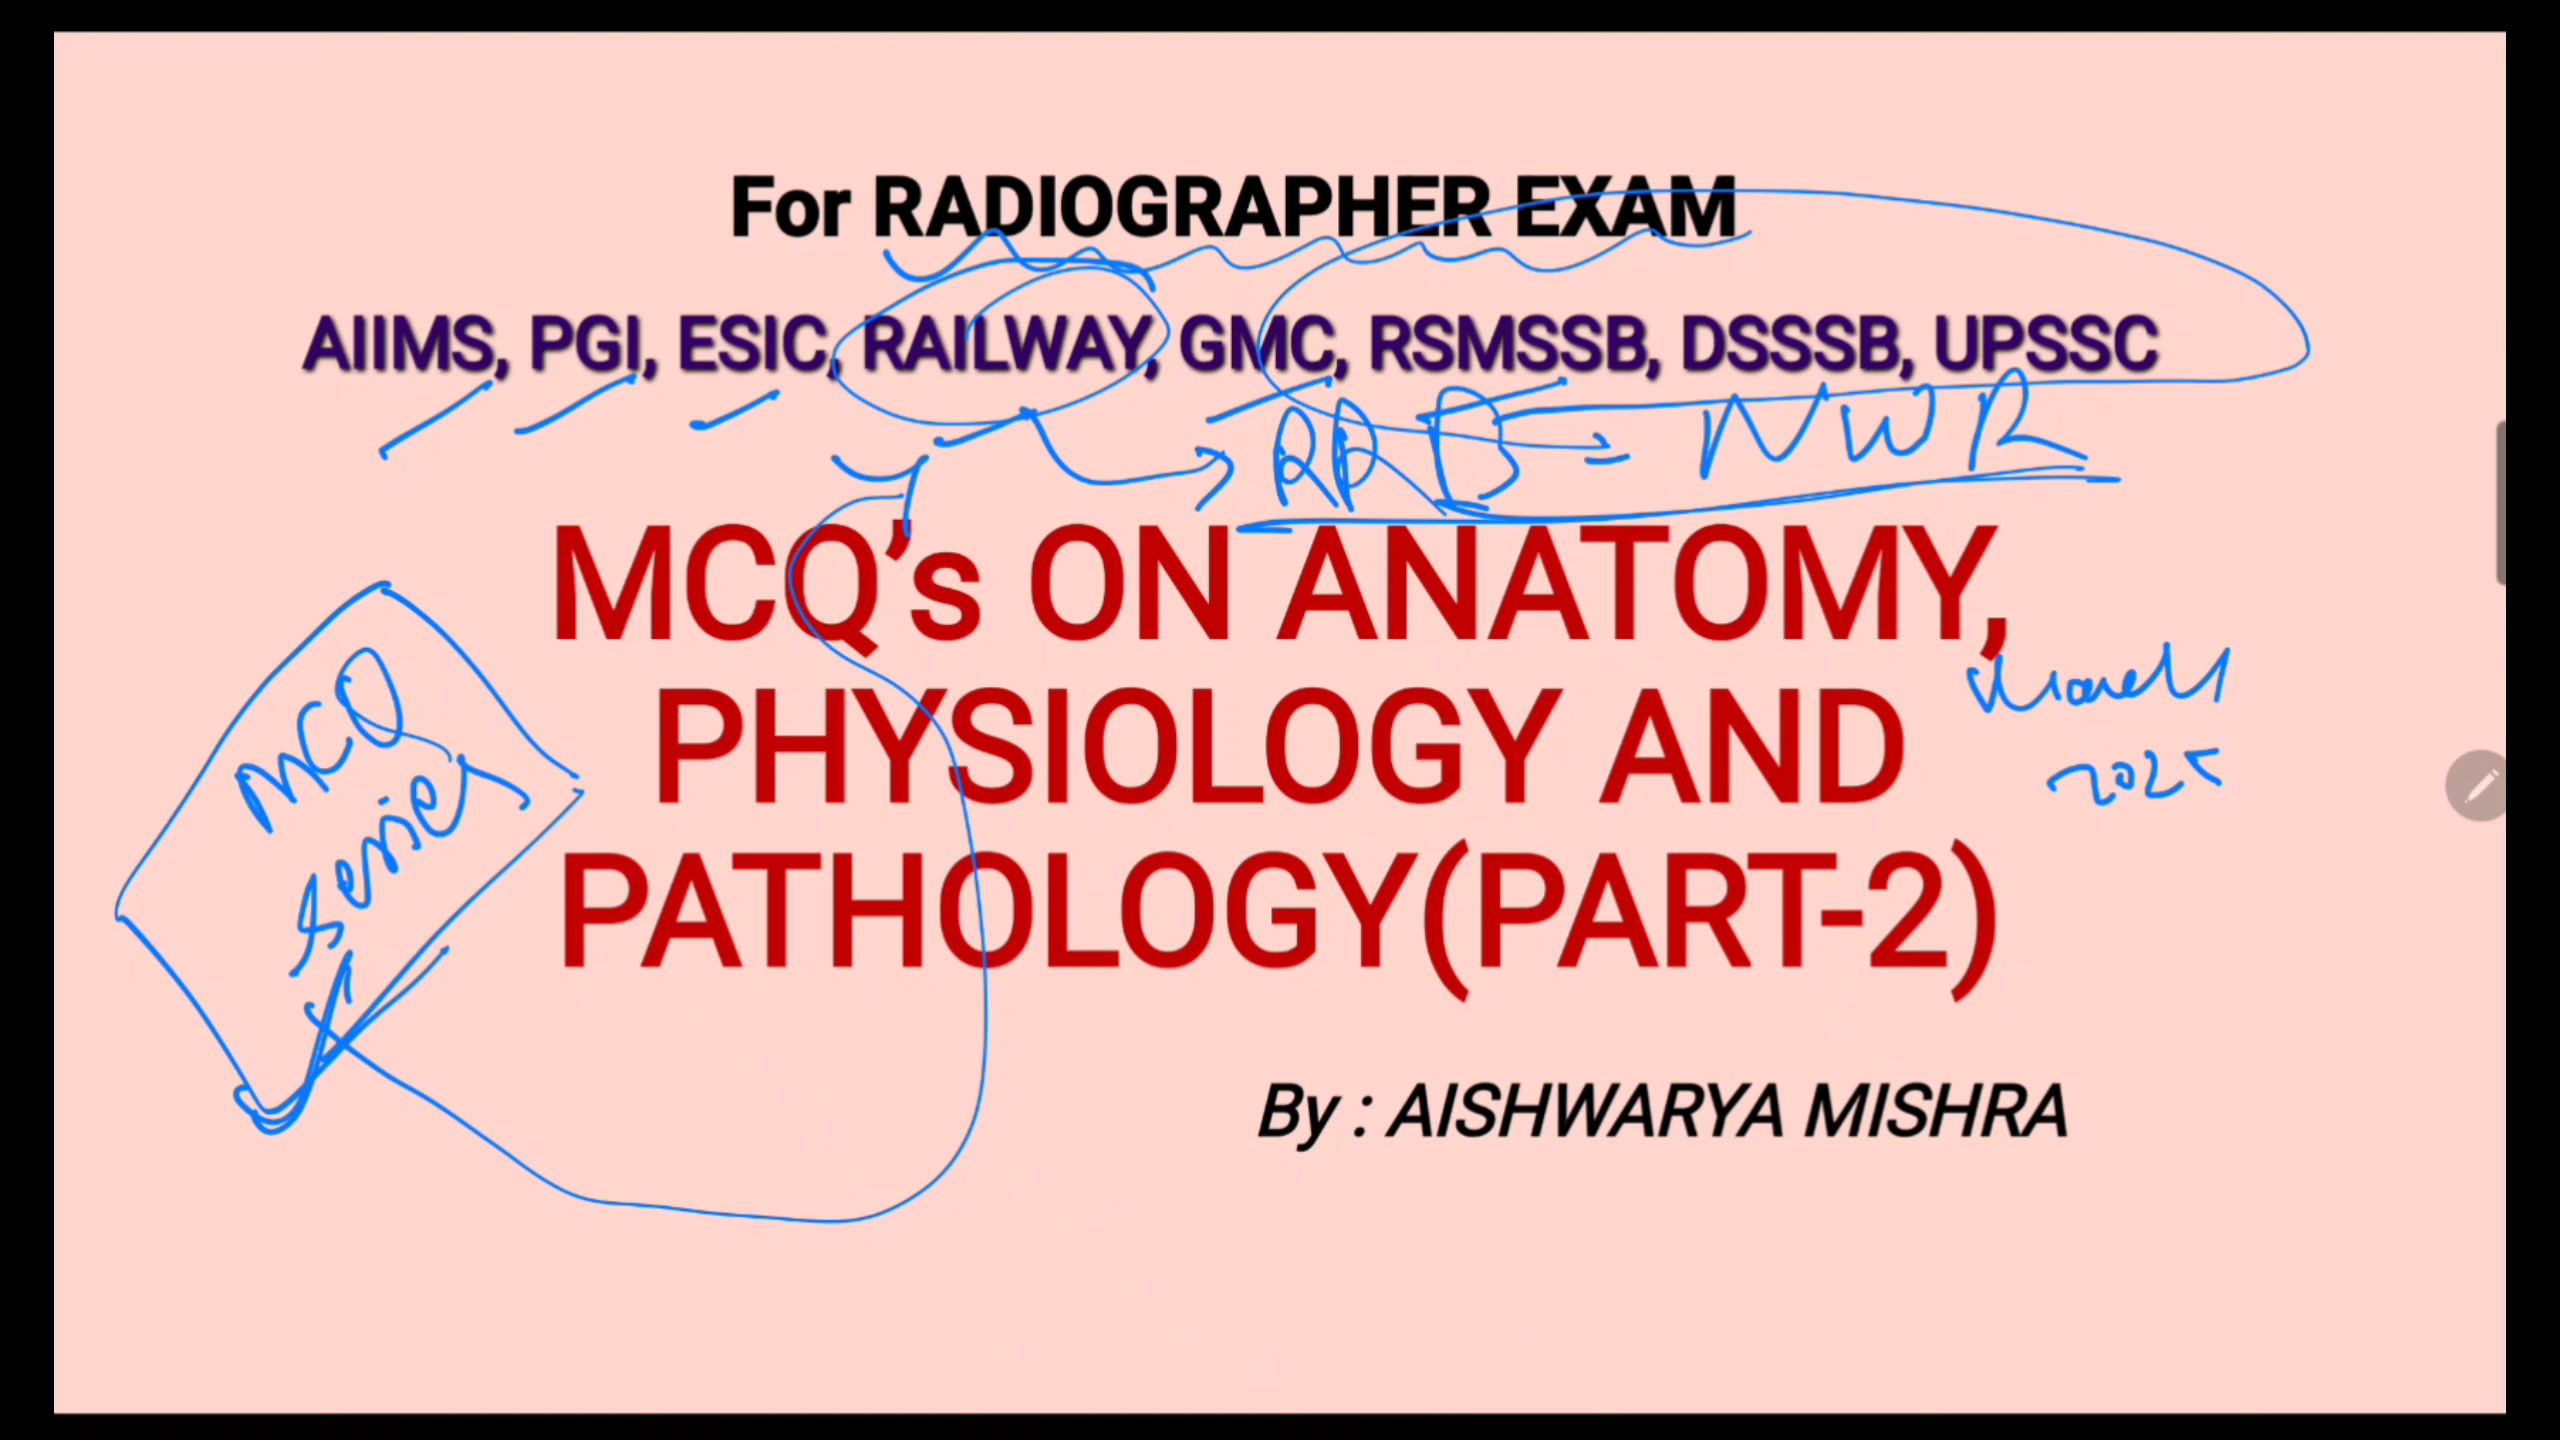 For RADIOGRAPHER EXAM
AIIMS, PGI, ESIC, RAILWAY, GMC, RSMSSB, DSSSB, UPSSC
RRB = NWR
MCQ's ON ANATOMY,
PHYSIOLOGY AND
PATHOLOGY(PART-2)
MCQ
series
March
2025
By : AISHWARYA MISHRA